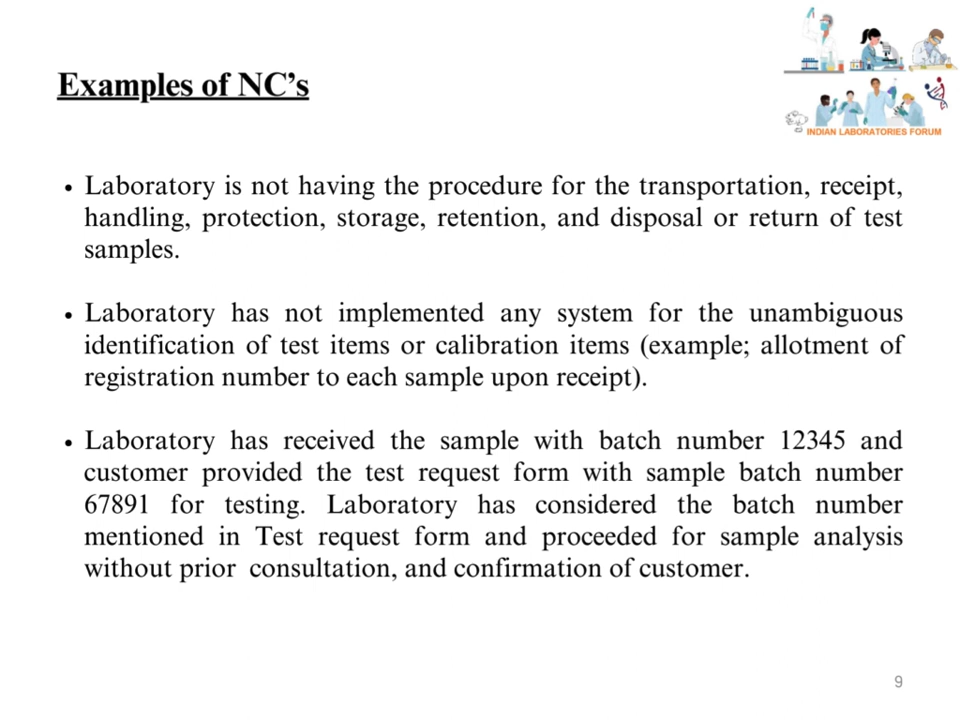 Examples of NC's
INDIAN LABORATORIES FORUM
• Laboratory is not having the procedure for the transportation, receipt,
handling, protection, storage, retention, and disposal or return of test
samples.
• Laboratory has not implemented any system for the unambiguous
identification of test items or calibration items (example; allotment of
registration number to each sample upon receipt).
• Laboratory has received the sample with batch number 12345 and
customer provided the test request form with sample batch number
67891 for testing. Laboratory has considered the batch number
mentioned in Test request form and proceeded for sample analysis
without prior consultation, and confirmation of customer.
9